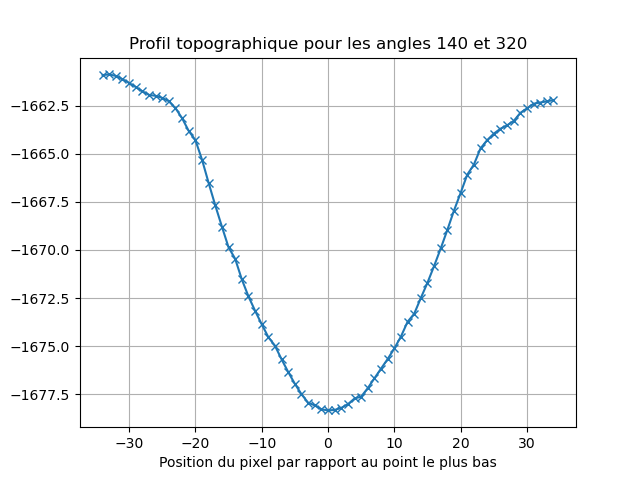 Profil topographique pour les angles 140 et 320
−1662.5
−1665.0
−1667.5
−1670.0
−1672.5
−1675.0
−1677.5
−30 −20 −10 0 10 20 30
Position du pixel par rapport au point le plus bas